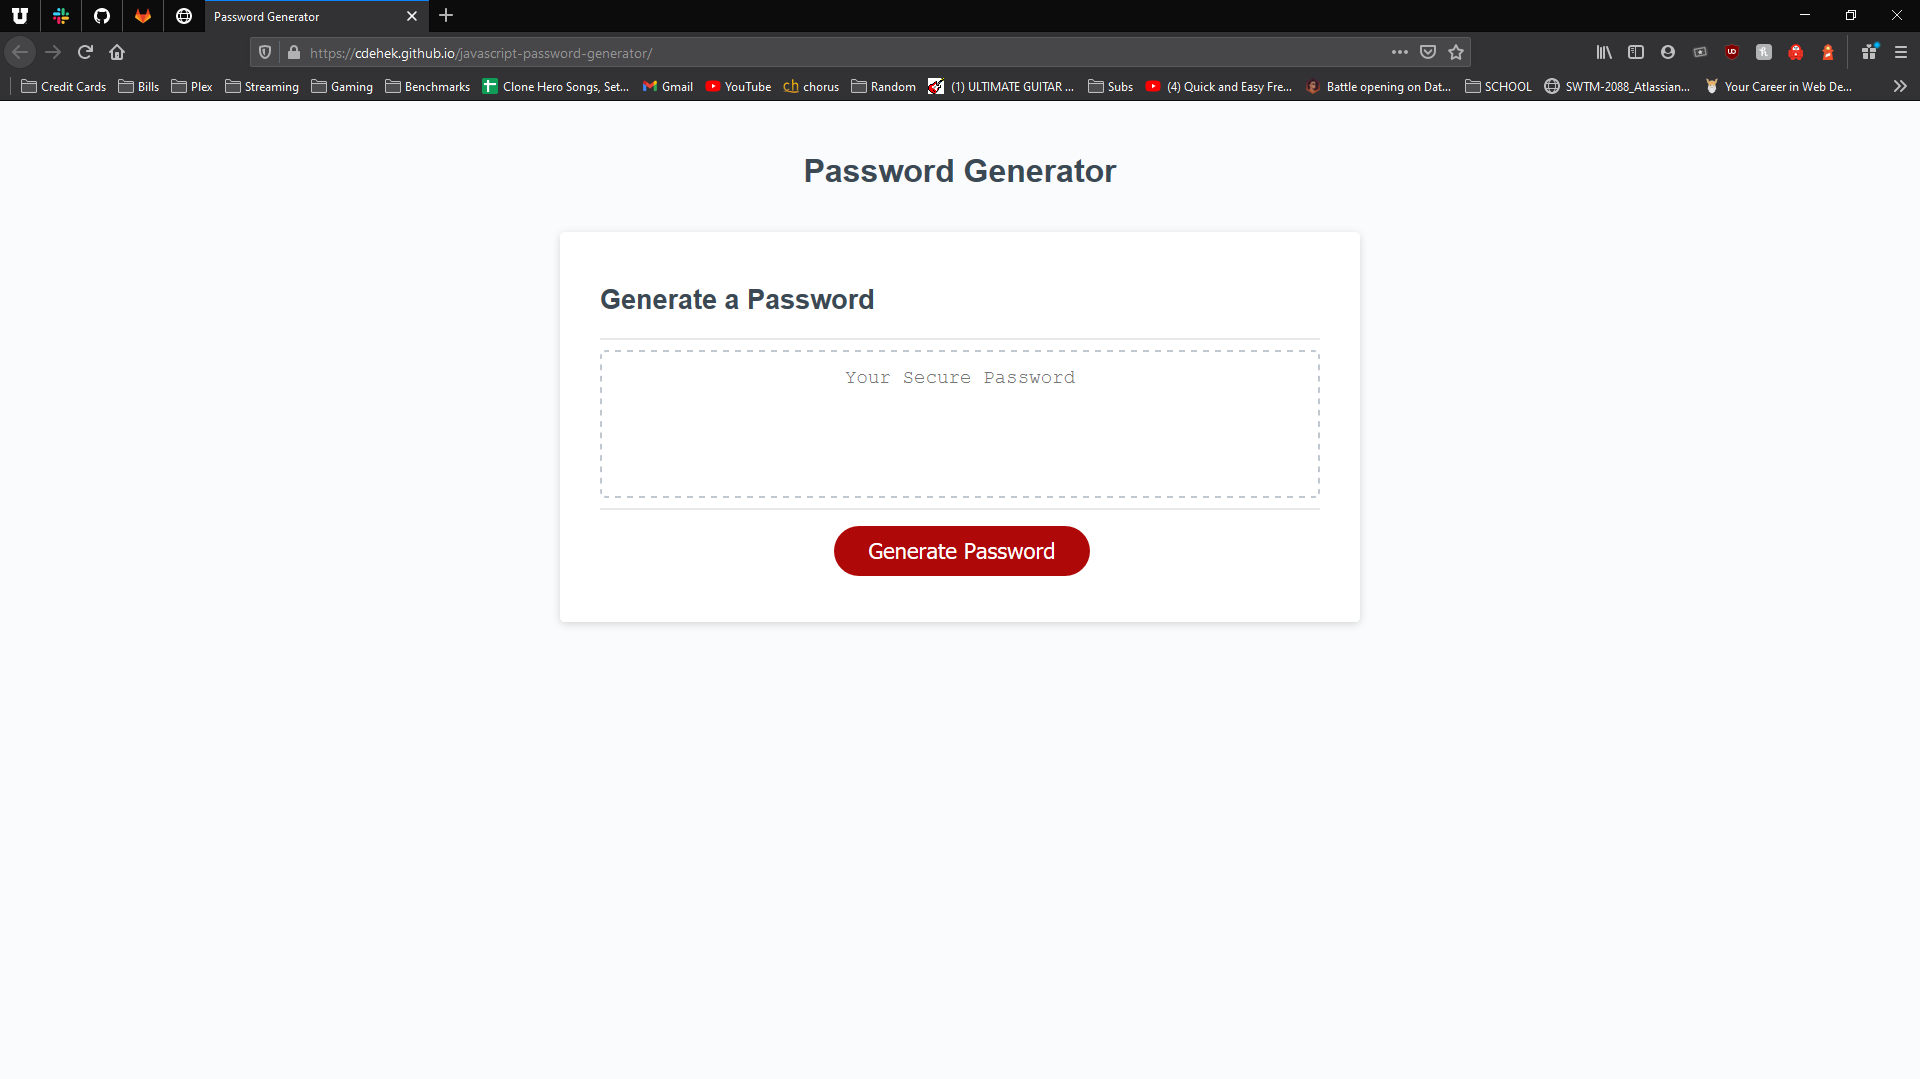 Password Generator
https://cdehek.github.io/javascript-password-generator/
Credit Cards Bills Plex Streaming Gaming Benchmarks Clone Hero Songs, Set... Gmail YouTube chorus Random (1) ULTIMATE GUITAR ... Subs (4) Quick and Easy Fre... Battle opening on Dat... SCHOOL SWTM-2088_Atlassian... Your Career in Web De...
Password Generator
Generate a Password
Your Secure Password
Generate Password